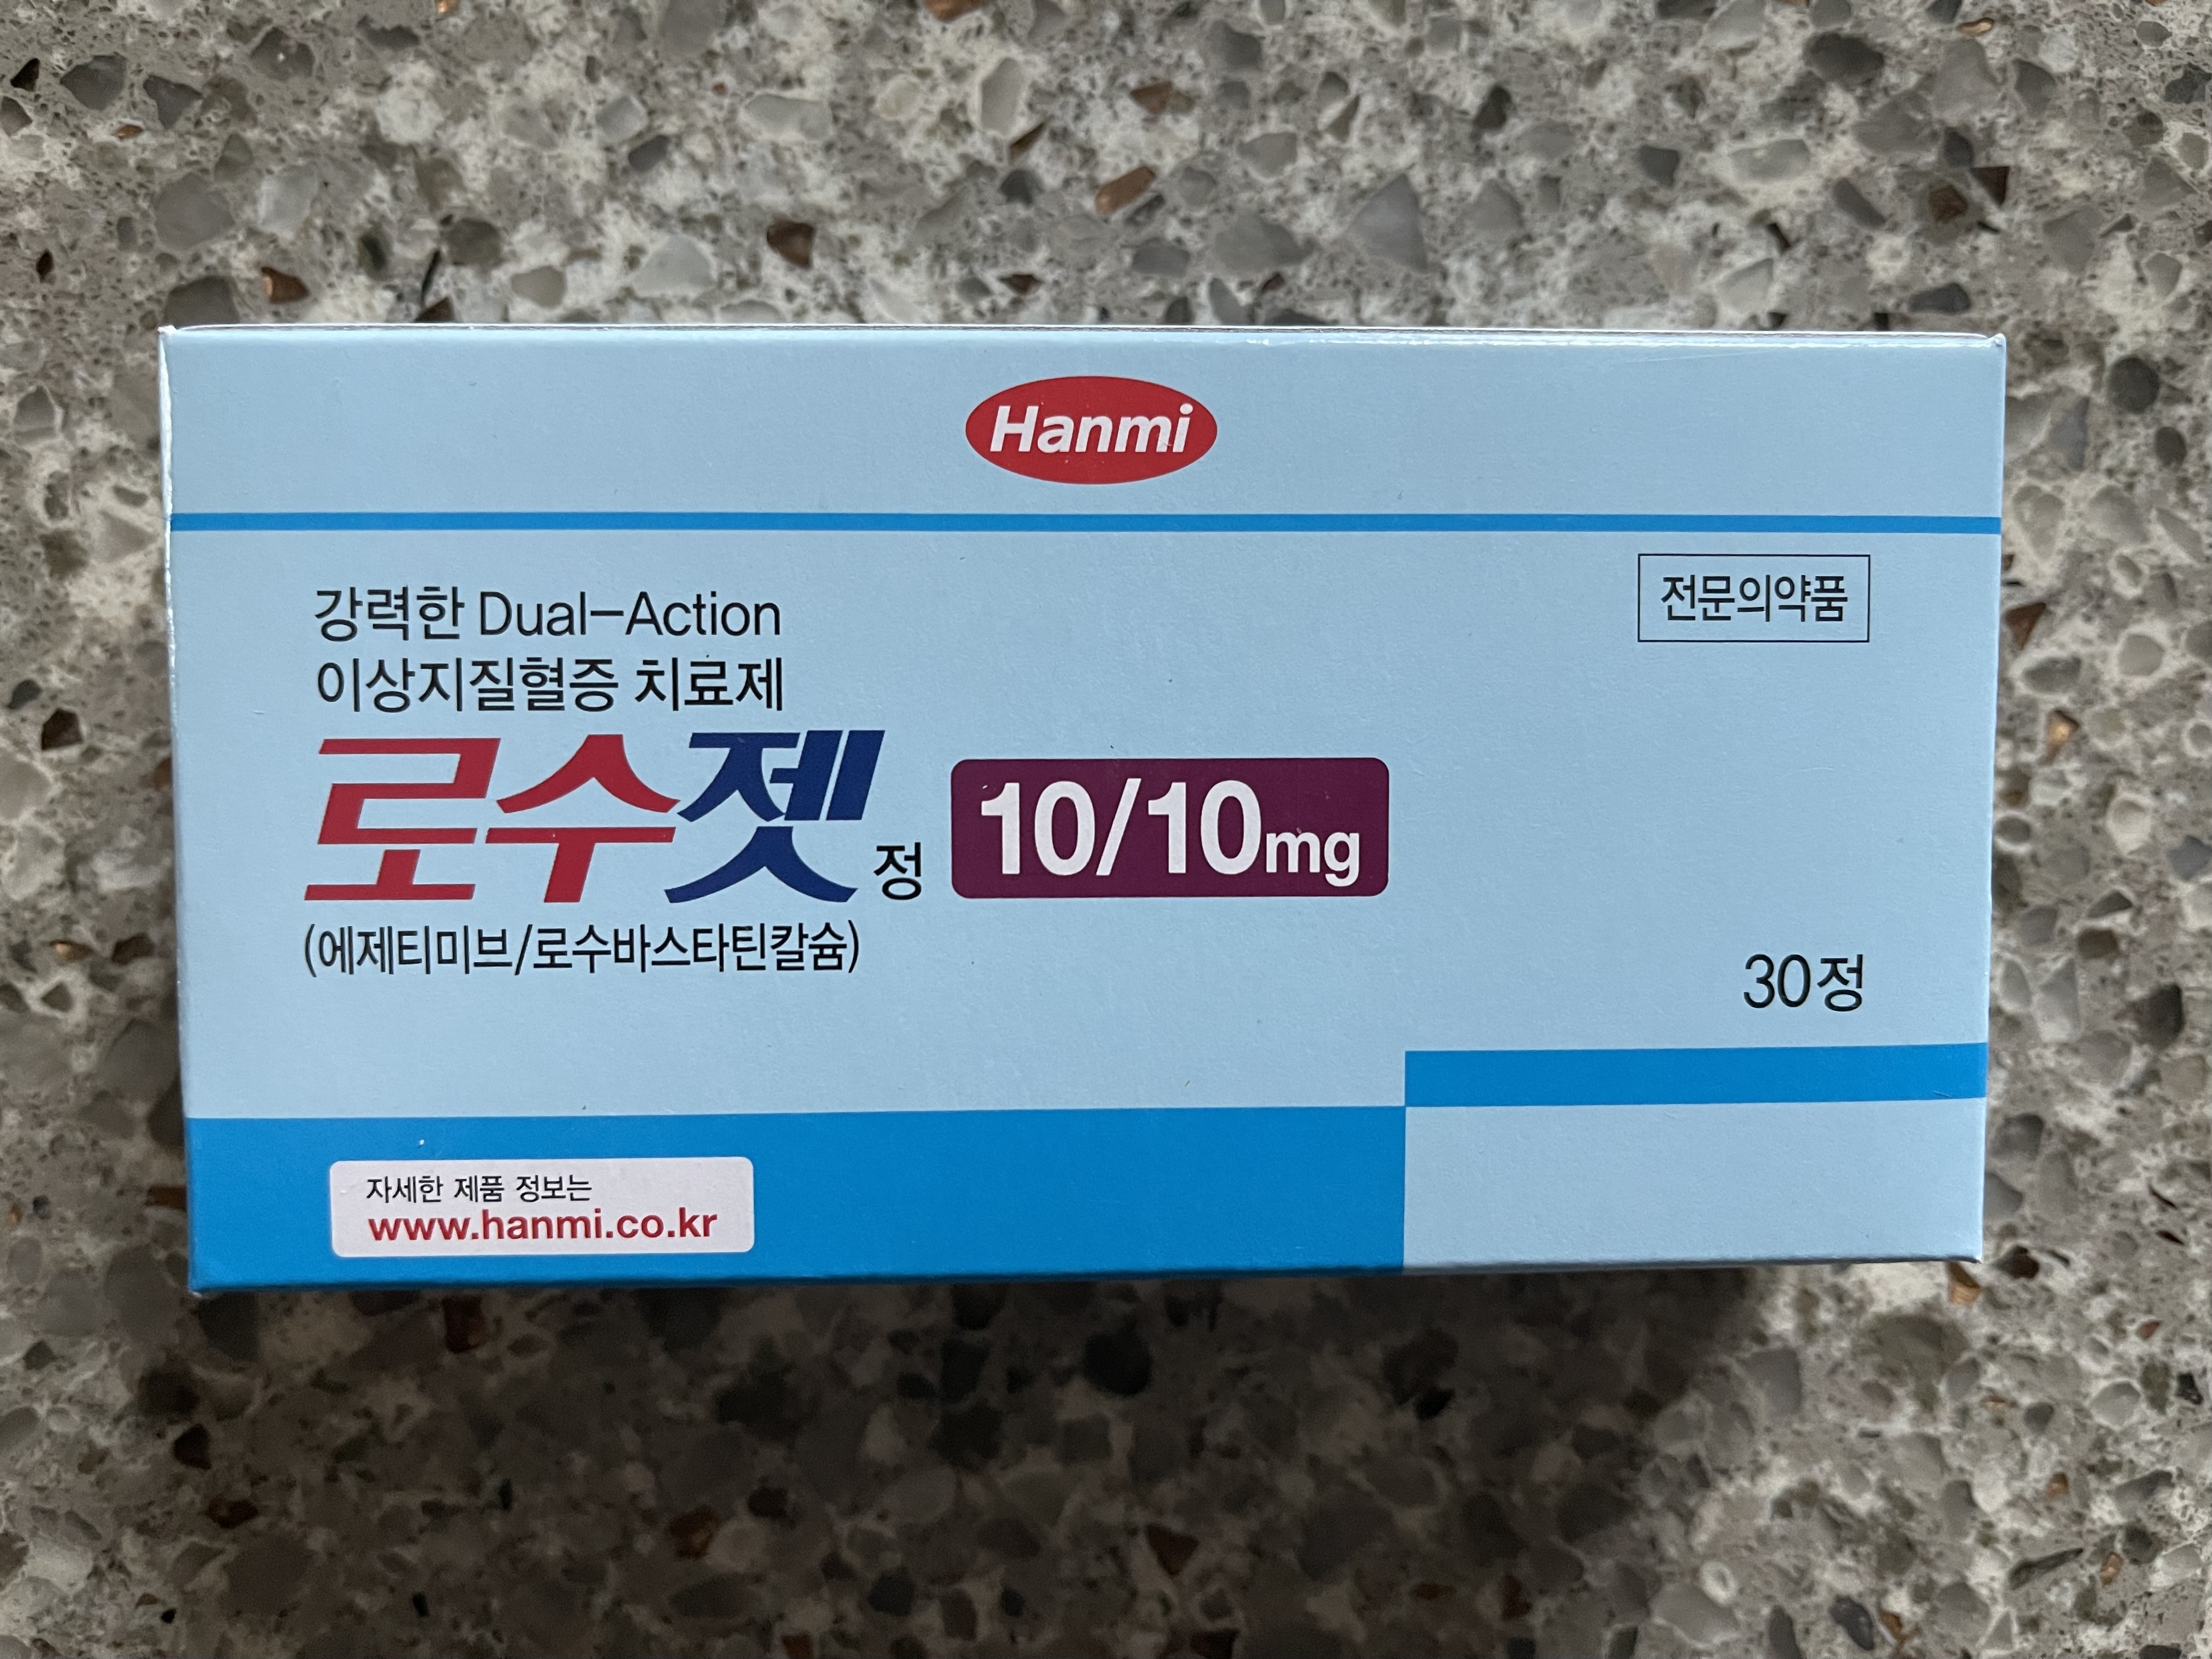 Hanmi
전문의약품
강력한 Dual-Action
이상지질혈증 치료제
로수젯정 10/10mg
(에제티미브/로수바스타틴칼슘)
30정
자세한 제품 정보는
www.hanmi.co.kr